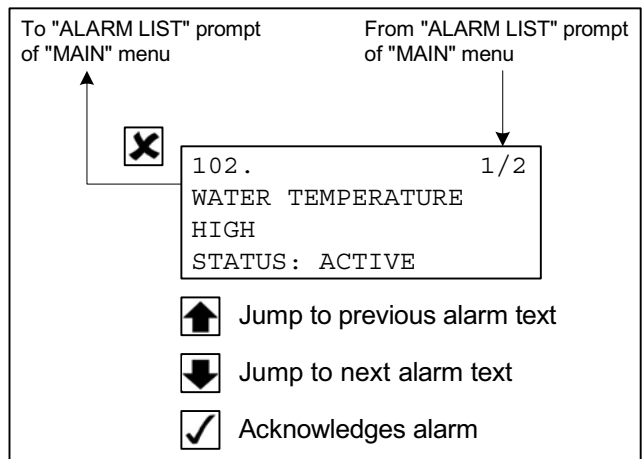 To "ALARM LIST" prompt
of "MAIN" menu
From "ALARM LIST" prompt
of "MAIN" menu
102. 1/2
WATER TEMPERATURE
HIGH
STATUS: ACTIVE
Jump to previous alarm text
Jump to next alarm text
Acknowledges alarm